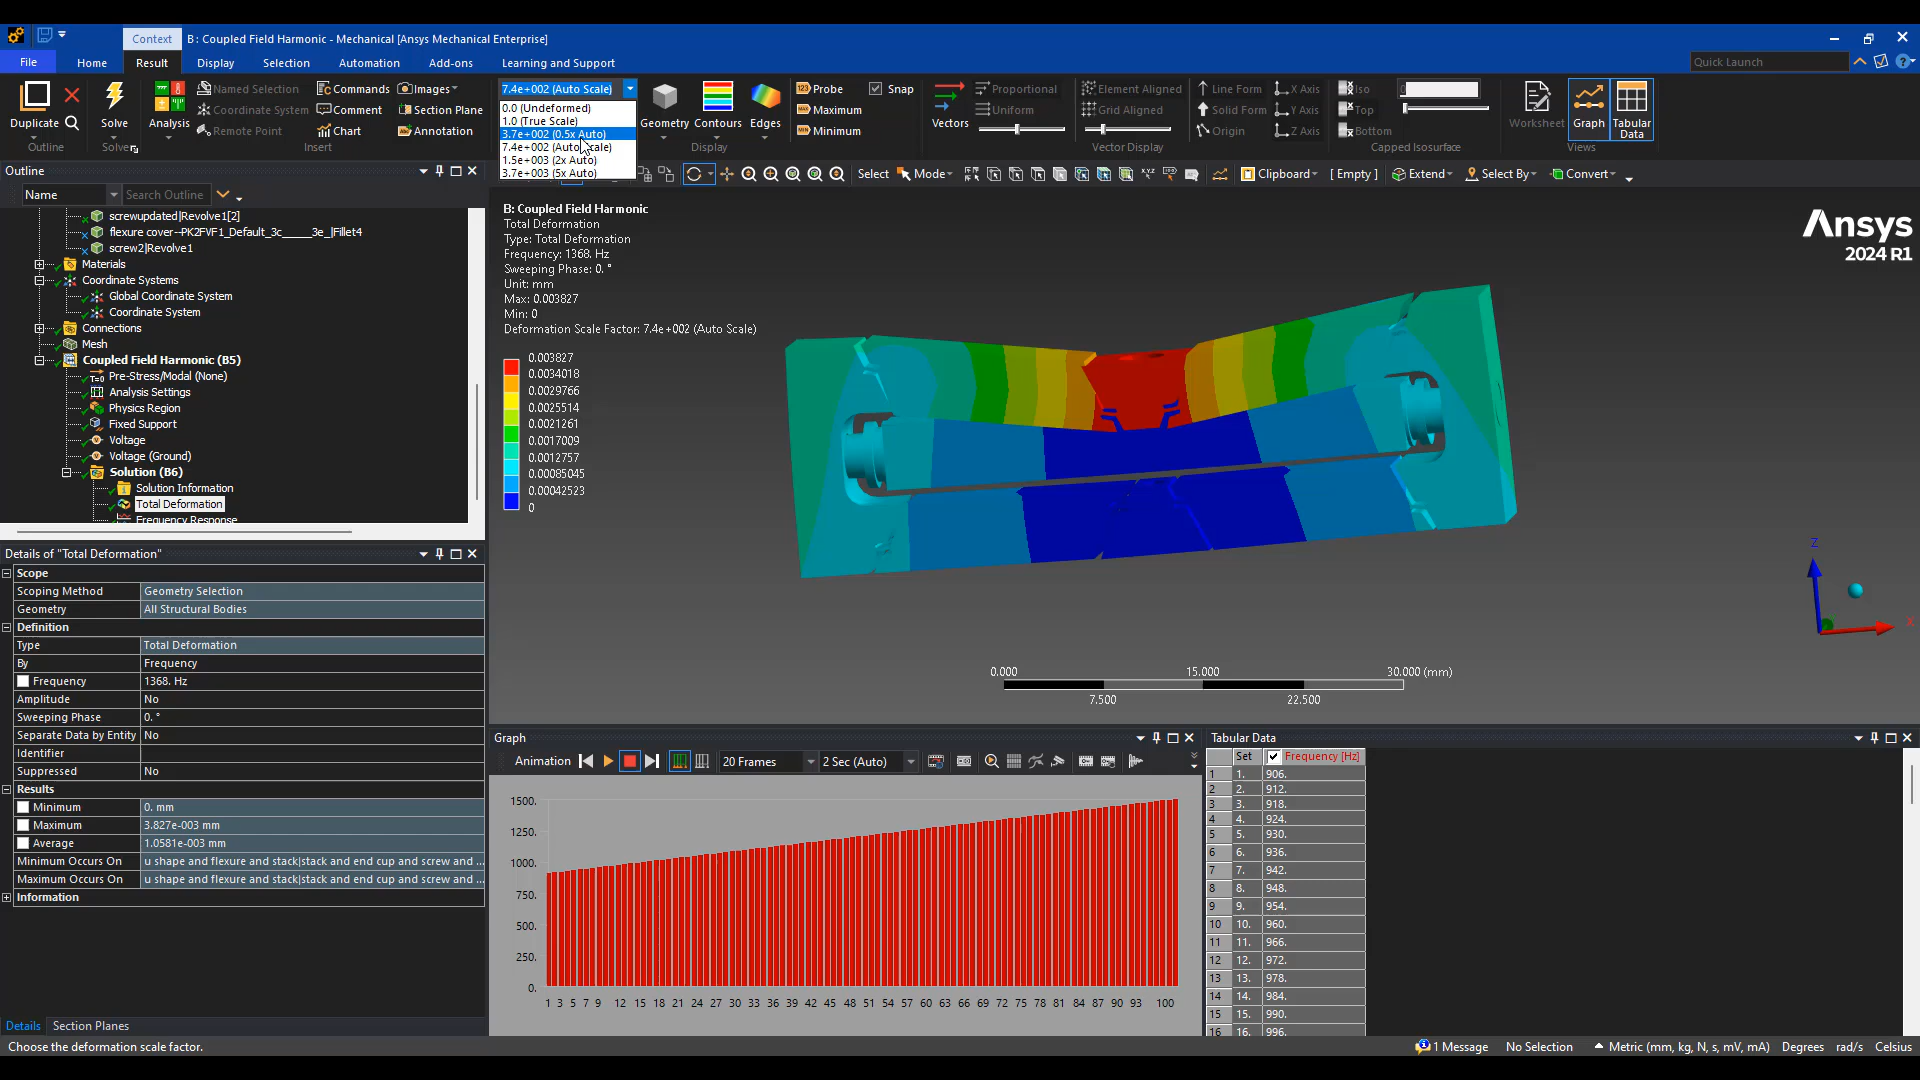 Context
B : Coupled Field Harmonic - Mechanical [Ansys Mechanical Enterprise]
File
Home
Result
Display
Selection
Automation
Add-ons
Learning and Support
Quick Launch
Duplicate
Outline
Solve
Solver
Analysis
Named Selection
Coordinate System
Remote Point
Commands
Comment
Chart
Images
Section Plane
Annotation
Insert
7.4e+002 (Auto Scale)
0.0 (Undeformed)
1.0 (True Scale)
3.7e+002 (0.5x Auto)
7.4e+002 (Auto Scale)
1.5e+003 (2x Auto)
3.7e+003 (5x Auto)
Geometry
Contours
Edges
Display
Probe
Maximum
Minimum
Snap
Vectors
Proportional
Uniform
Element Aligned
Grid Aligned
Line Form
Solid Form
Origin
X Axis
Y Axis
Z Axis
Vector Display
Iso
Top
Bottom
0
Capped Isosurface
Worksheet
Graph
Tabular Data
Views
Select
Mode
Clipboard
[ Empty ]
Extend
Select By
Convert
Outline
Name
Search Outline
screwupdated|Revolve1[2]
flexure cover--PK2FVF1_Default_3c_____3e_|Fillet4
screw2|Revolve1
Materials
Coordinate Systems
Global Coordinate System
Coordinate System
Connections
Mesh
Coupled Field Harmonic (B5)
Pre-Stress/Modal (None)
Analysis Settings
Physics Region
Fixed Support
Voltage
Voltage (Ground)
Solution (B6)
Solution Information
Total Deformation
Frequency Response
Details of "Total Deformation"
Scope
Scoping Method Geometry Selection
Geometry All Structural Bodies
Definition
Type Total Deformation
By Frequency
Frequency 1368. Hz
Amplitude No
Sweeping Phase 0. °
Separate Data by Entity No
Identifier
Suppressed No
Results
Minimum 0. mm
Maximum 3.827e-003 mm
Average 1.0581e-003 mm
Minimum Occurs On u shape and flexure and stack|stack and end cup and screw and ...
Maximum Occurs On u shape and flexure and stack|stack and end cup and screw and ...
Information
Details
Section Planes
B: Coupled Field Harmonic
Total Deformation
Type: Total Deformation
Frequency: 1368. Hz
Sweeping Phase: 0. °
Unit: mm
Max: 0.003827
Min: 0
Deformation Scale Factor: 7.4e+002 (Auto Scale)
0.003827
0.0034018
0.0029766
0.0025514
0.0021261
0.0017009
0.0012757
0.00085045
0.00042523
0
Ansys
2024 R1
Z
X
0.000 15.000 30.000 (mm)
7.500 22.500
Graph
Animation
20 Frames
2 Sec (Auto)
1500.
1250.
1000.
750.
500.
250.
0.
1 3 5 7 9 12 15 18 21 24 27 30 33 36 39 42 45 48 51 54 57 60 63 66 69 72 75 78 81 84 87 90 93 100
Tabular Data
Set Frequency [Hz]
1 1. 906.
2 2. 912.
3 3. 918.
4 4. 924.
5 5. 930.
6 6. 936.
7 7. 942.
8 8. 948.
9 9. 954.
10 10. 960.
11 11. 966.
12 12. 972.
13 13. 978.
14 14. 984.
15 15. 990.
16 16. 996.
Choose the deformation scale factor.
1 Message
No Selection
Metric (mm, kg, N, s, mV, mA)
Degrees
rad/s
Celsius